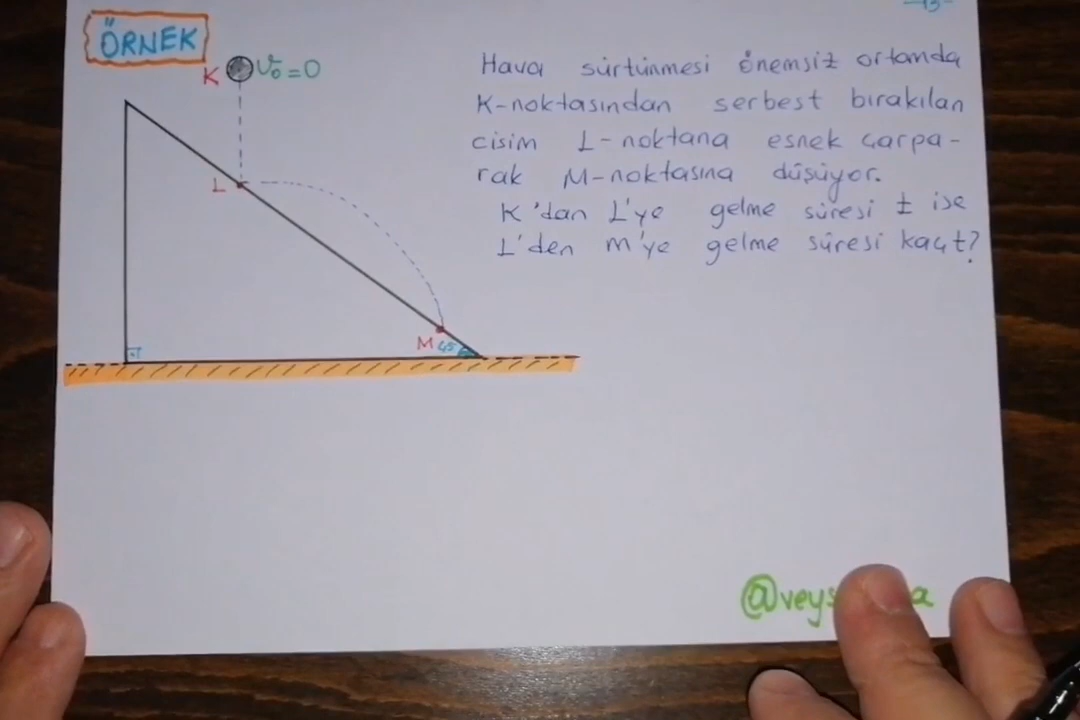 ÖRNEK
K
V₀=0
L
M
45
Hava sürtünmesi önemsiz ortamda
K-noktasından serbest bırakılan
cisim L-noktana esnek çarpa-
rak M-noktasına düşüyor.
K'dan L'ye gelme süresi t ise
L'den m'ye gelme süresi kaç t?